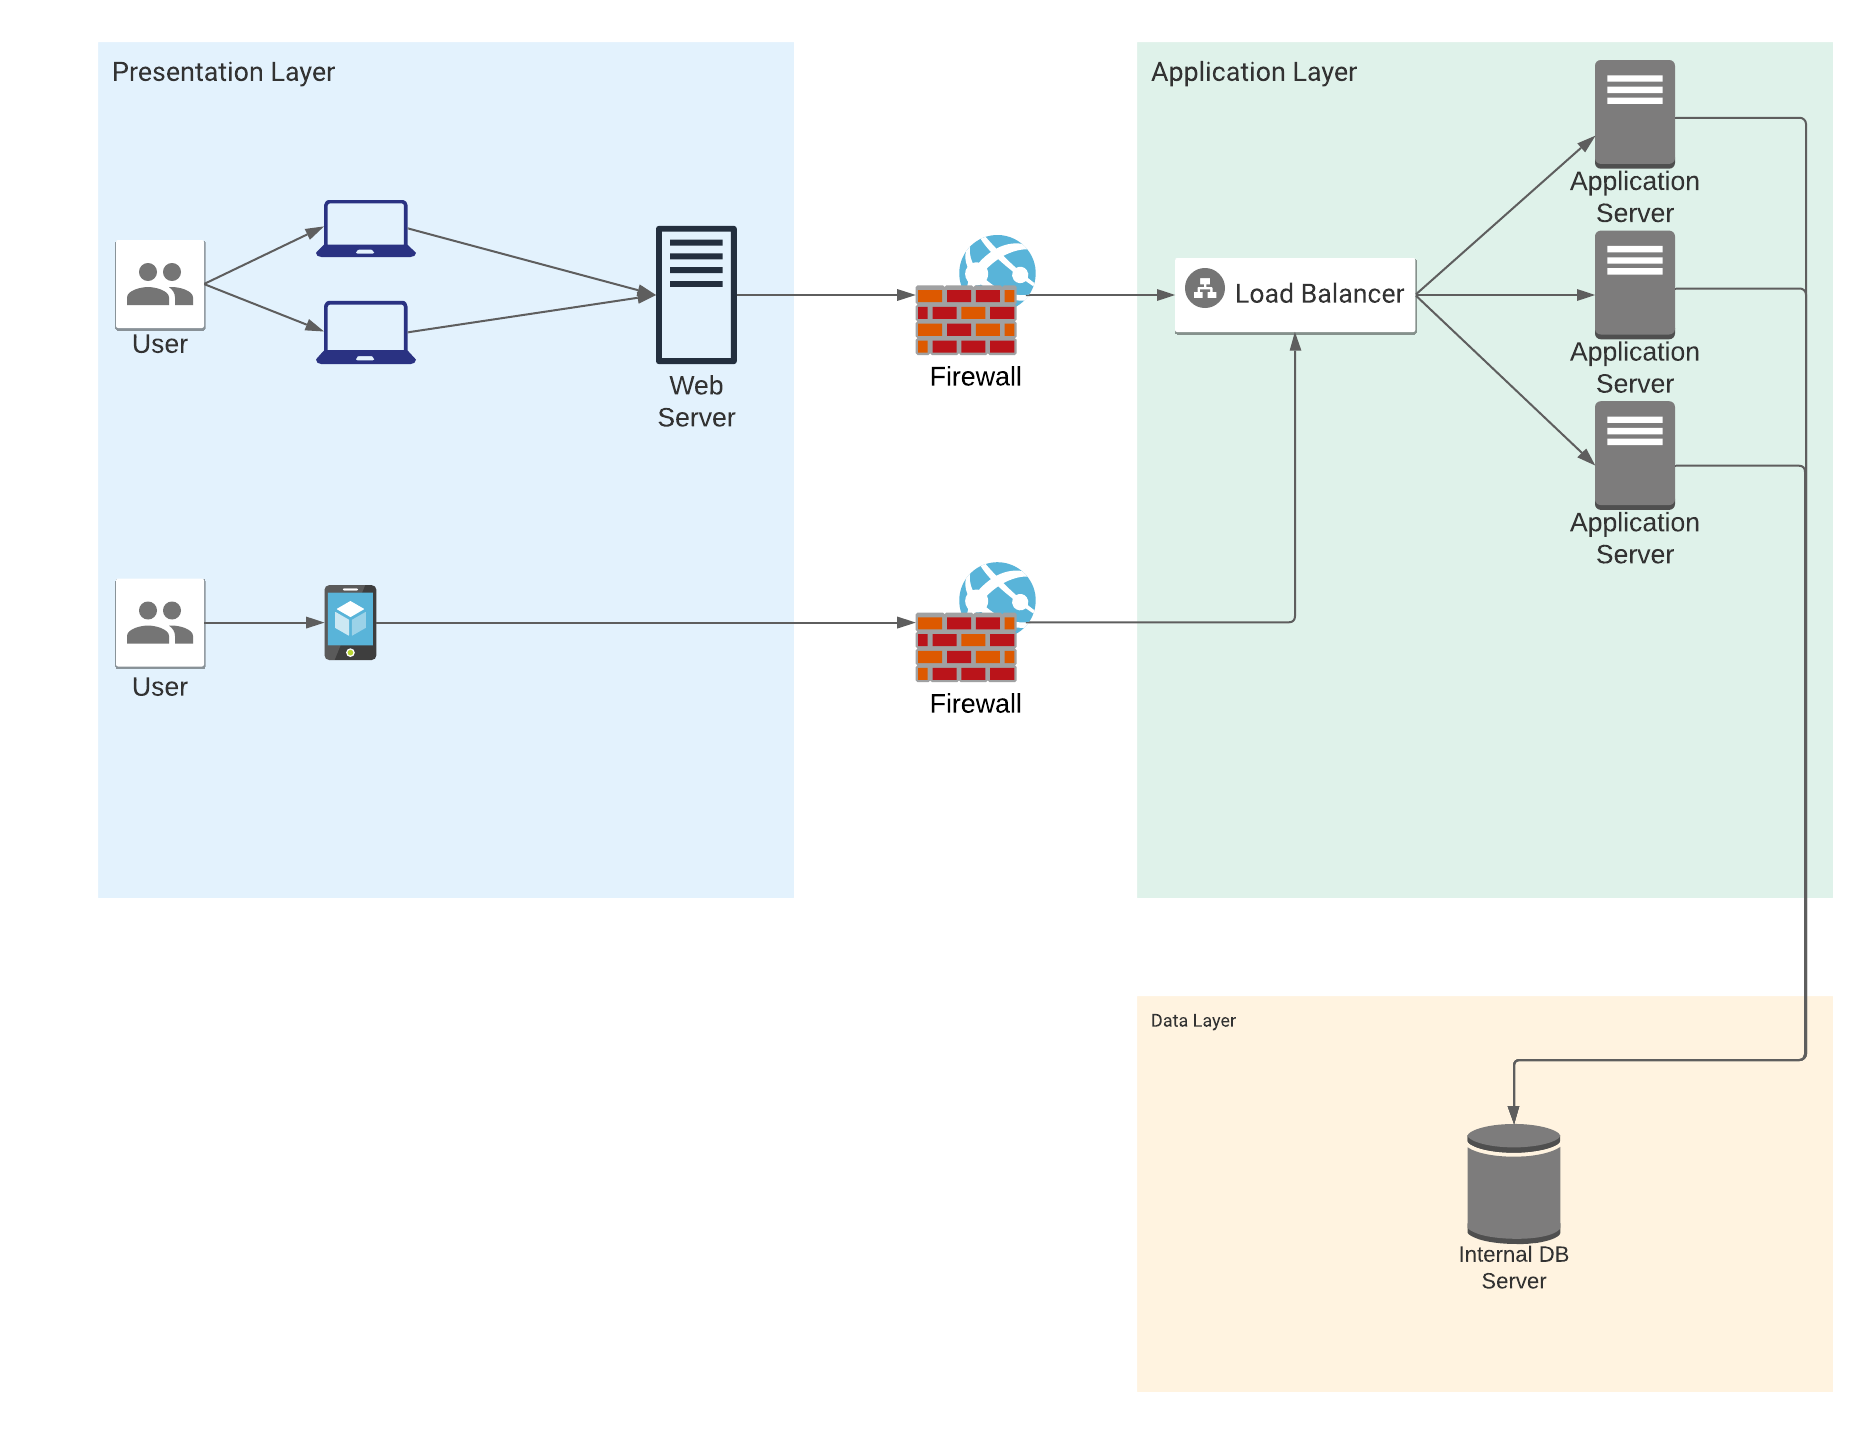 Presentation Layer
User
Web
Server
User
Firewall
Firewall
Application Layer
Load Balancer
Application
Server
Application
Server
Application
Server
Data Layer
Internal DB
Server